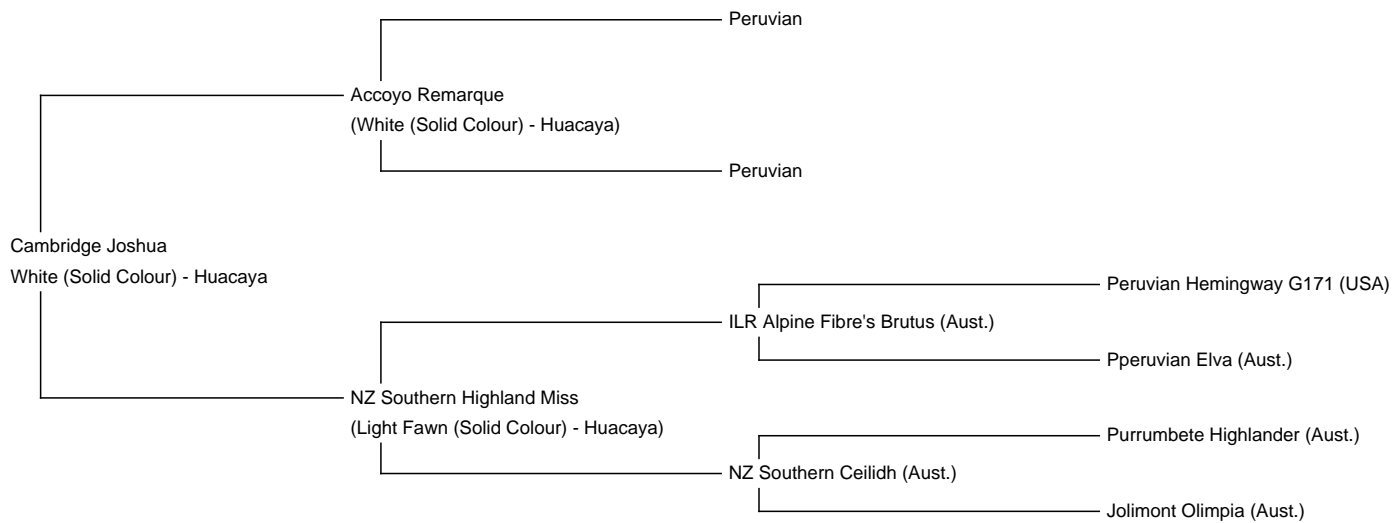 Peruvian
Accoyo Remarque
(White (Solid Colour) - Huacaya)
Peruvian
Cambridge Joshua
White (Solid Colour) - Huacaya
Peruvian Hemingway G171 (USA)
ILR Alpine Fibre's Brutus (Aust.)
Pperuvian Elva (Aust.)
NZ Southern Highland Miss
(Light Fawn (Solid Colour) - Huacaya)
Purrumbete Highlander (Aust.)
NZ Southern Ceilidh (Aust.)
Jolimont Olimpia (Aust.)